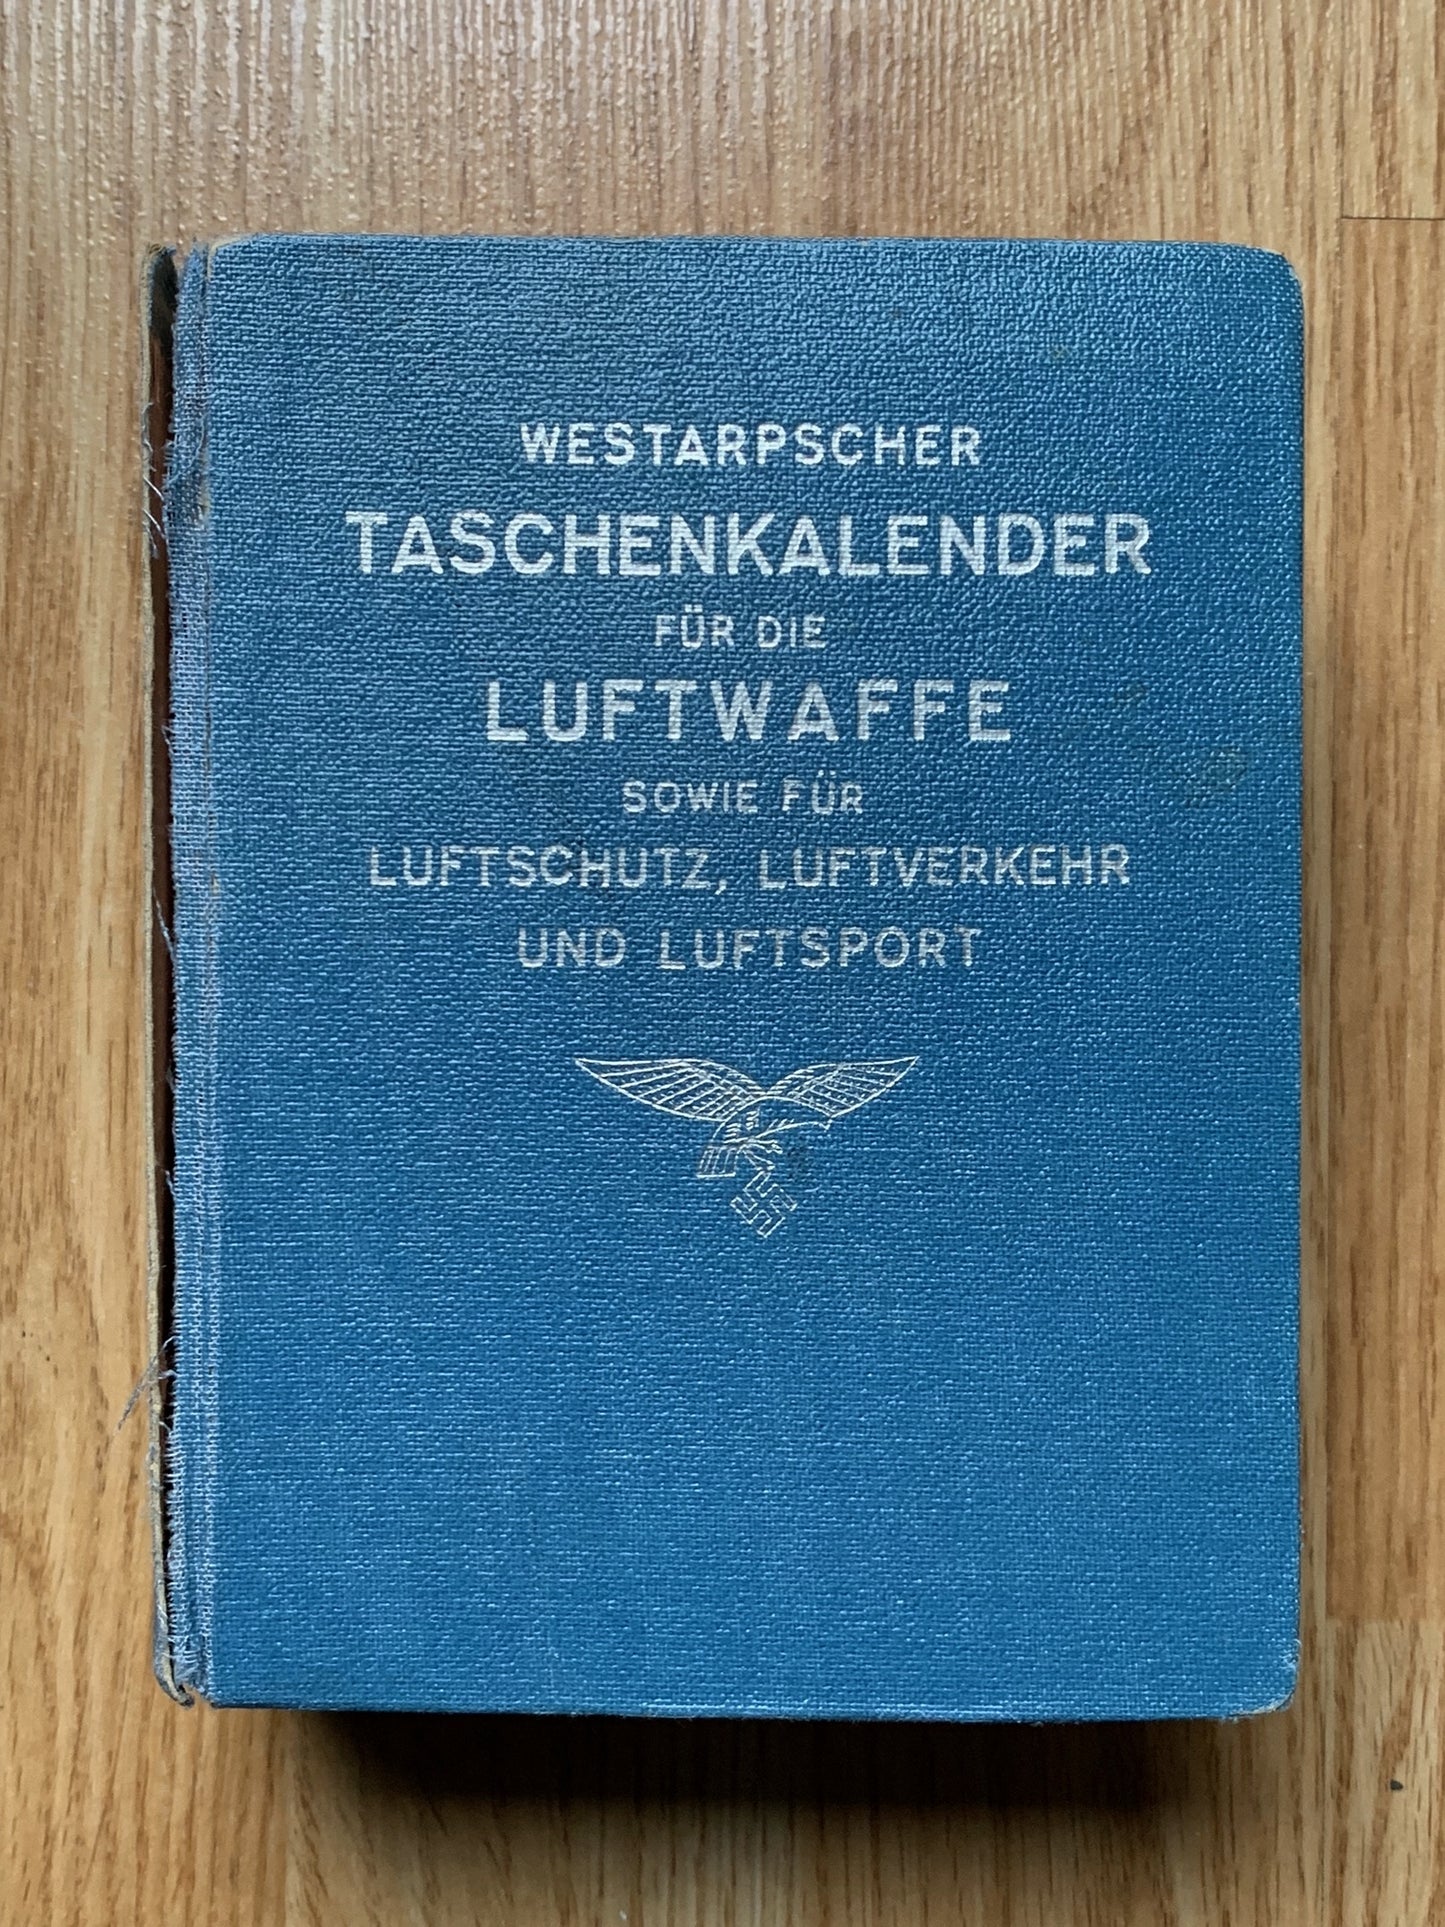 WESTARPSCHER
TASCHENKALENDER
FÜR DIE
LUFTWAFFE
SOWIE FÜR
LUFTSCHUTZ, LUFTVERKEHR
UND LUFTSPORT